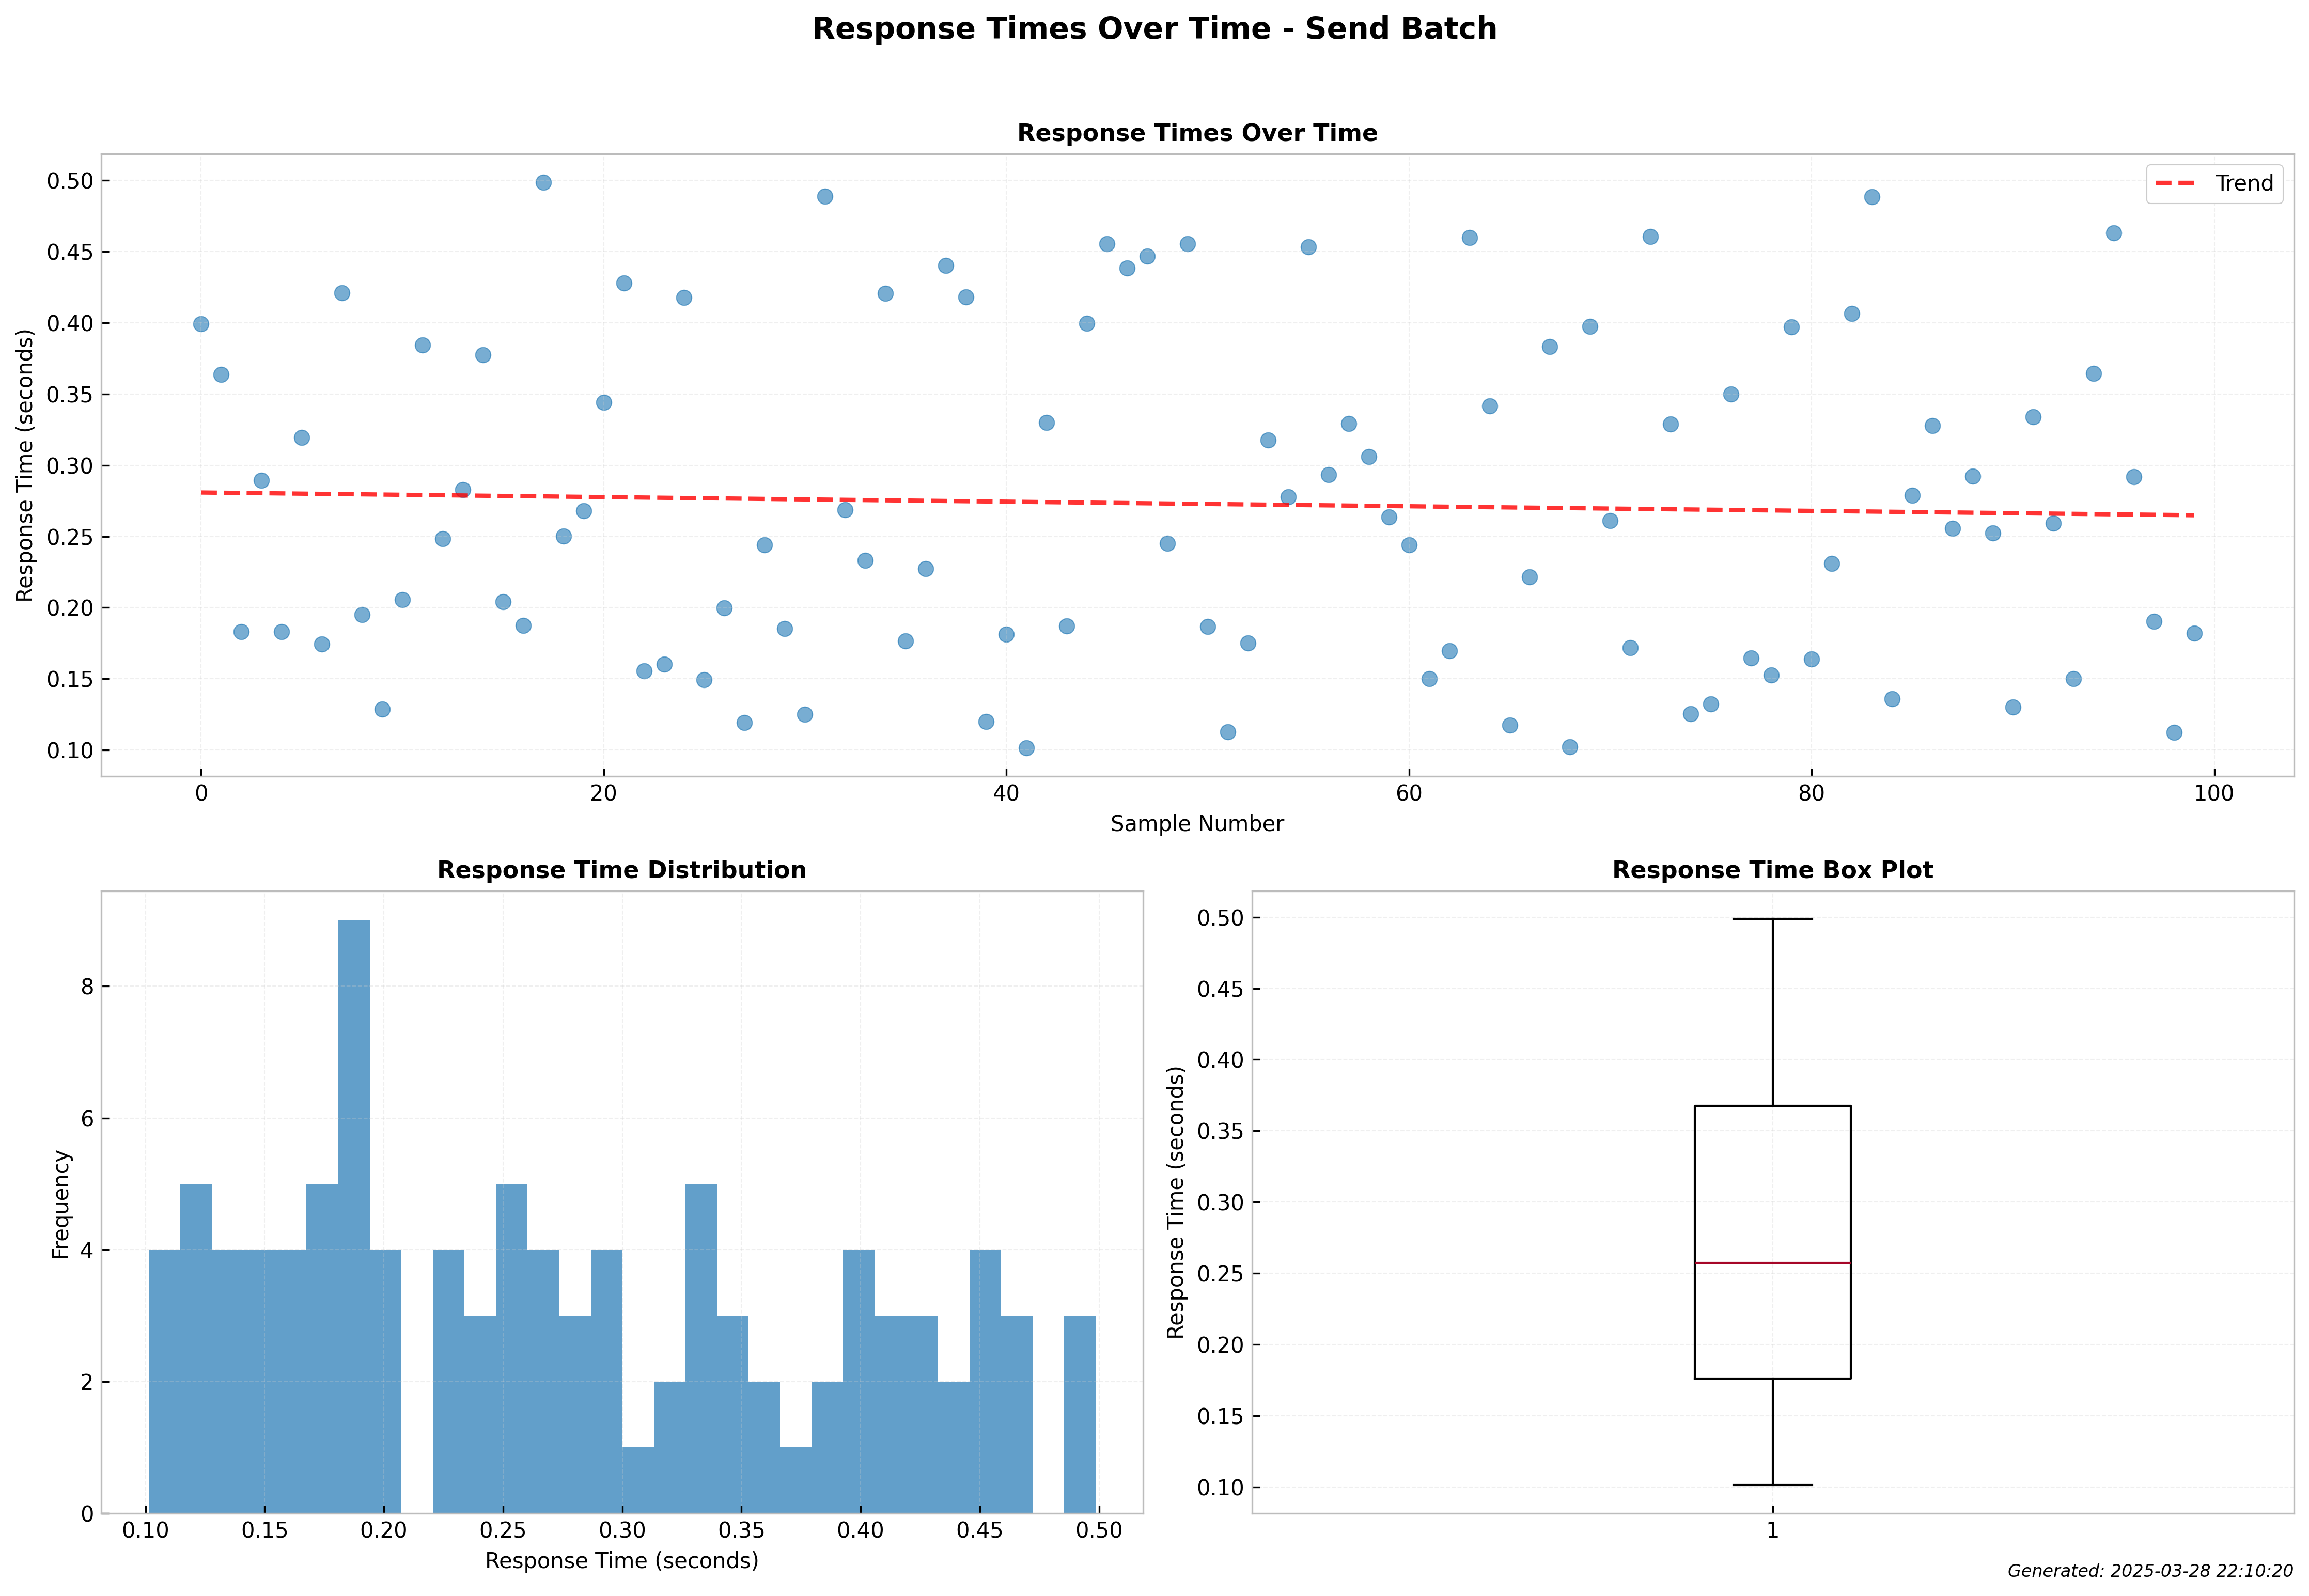 Response Times Over Time - Send Batch
Response Times Over Time
0.50
0.45
0.40
0.35
0.30
0.25
0.20
0.15
0.10
Response Time (seconds)
Trend
0 20 40 60 80 100
Sample Number
Response Time Distribution
8
6
4
2
0
Frequency
0.10 0.15 0.20 0.25 0.30 0.35 0.40 0.45 0.50
Response Time (seconds)
Response Time Box Plot
0.50
0.45
0.40
0.35
0.30
0.25
0.20
0.15
0.10
Response Time (seconds)
1
Generated: 2025-03-28 22:10:20